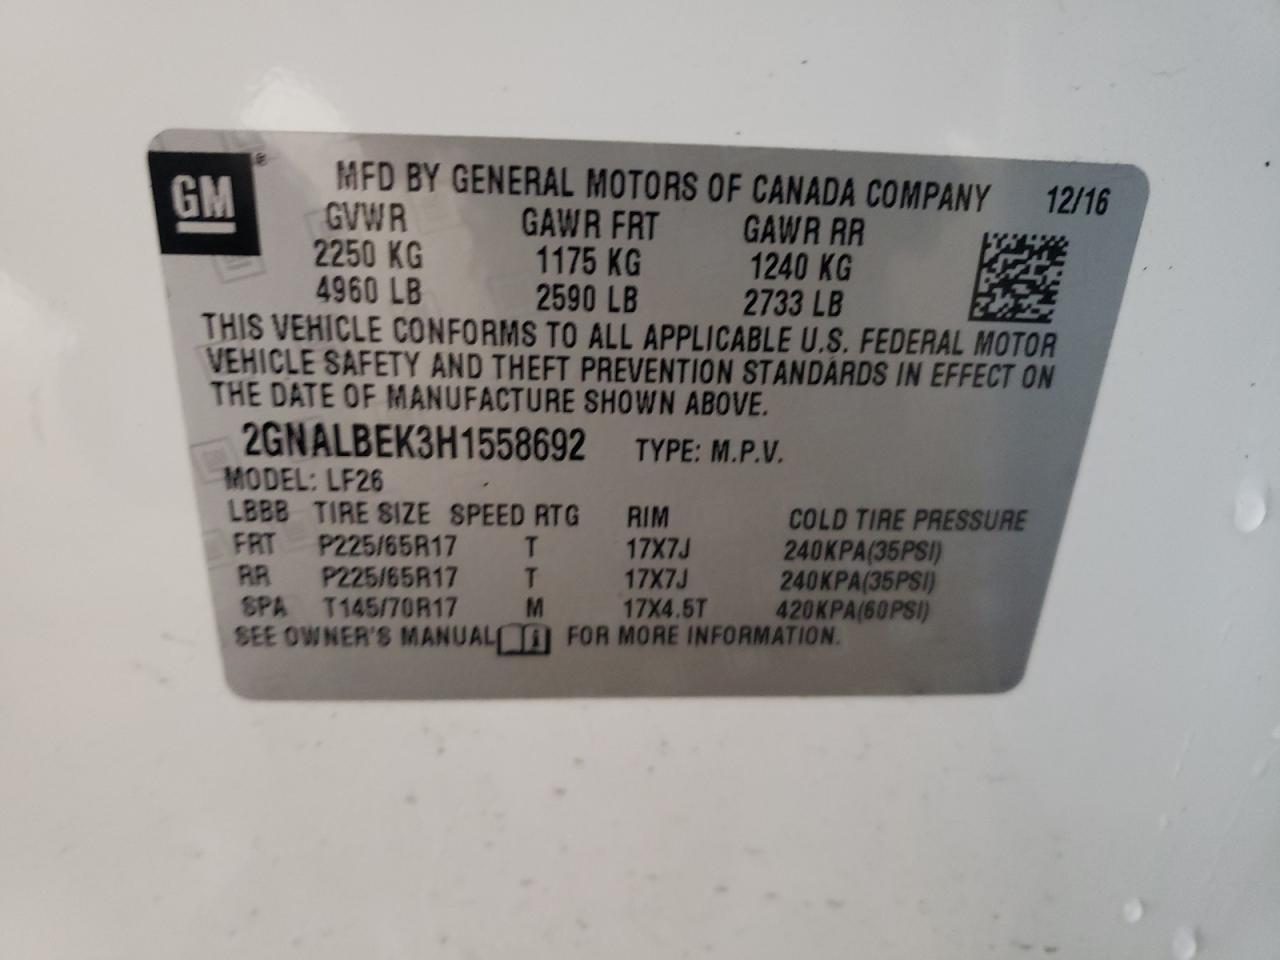 GM ®
MFD BY GENERAL MOTORS OF CANADA COMPANY 12/16
GVWR GAWR FRT GAWR RR
2250 KG 1175 KG 1240 KG
4960 LB 2590 LB 2733 LB
THIS VEHICLE CONFORMS TO ALL APPLICABLE U.S. FEDERAL MOTOR
VEHICLE SAFETY AND THEFT PREVENTION STANDARDS IN EFFECT ON
THE DATE OF MANUFACTURE SHOWN ABOVE.
2GNALBEK3H1558692 TYPE: M.P.V.
MODEL: LF26
LBBB TIRE SIZE SPEED RTG RIM COLD TIRE PRESSURE
FRT P225/65R17 T 17X7J 240KPA(35PSI)
RR P225/65R17 T 17X7J 240KPA(35PSI)
SPA T145/70R17 M 17X4.5T 420KPA(60PSI)
SEE OWNER'S MANUAL i FOR MORE INFORMATION.